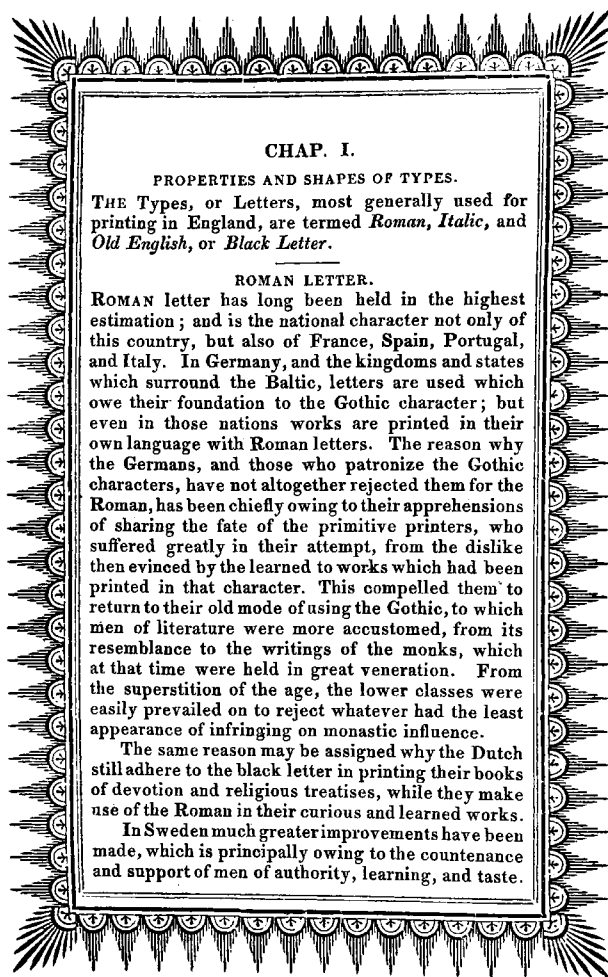 CHAP. I.
PROPERTIES AND SHAPES OF TYPES.
THE Types, or Letters, most generally used for
printing in England, are termed Roman, Italic, and
Old English, or Black Letter.
ROMAN LETTER.
ROMAN letter has long been held in the highest
estimation; and is the national character not only of
this country, but also of France, Spain, Portugal,
and Italy. In Germany, and the kingdoms and states
which surround the Baltic, letters are used which
owe their foundation to the Gothic character; but
even in those nations works are printed in their
own language with Roman letters. The reason why
the Germans, and those who patronize the Gothic
characters, have not altogether rejected them for the
Roman, has been chiefly owing to their apprehensions
of sharing the fate of the primitive printers, who
suffered greatly in their attempt, from the dislike
then evinced by the learned to works which had been
printed in that character. This compelled them to
return to their old mode of using the Gothic, to which
men of literature were more accustomed, from its
resemblance to the writings of the monks, which
at that time were held in great veneration. From
the superstition of the age, the lower classes were
easily prevailed on to reject whatever had the least
appearance of infringing on monastic influence.
The same reason may be assigned why the Dutch
still adhere to the black letter in printing their books
of devotion and religious treatises, while they make
use of the Roman in their curious and learned works.
In Sweden much greater improvements have been
made, which is principally owing to the countenance
and support of men of authority, learning, and taste.